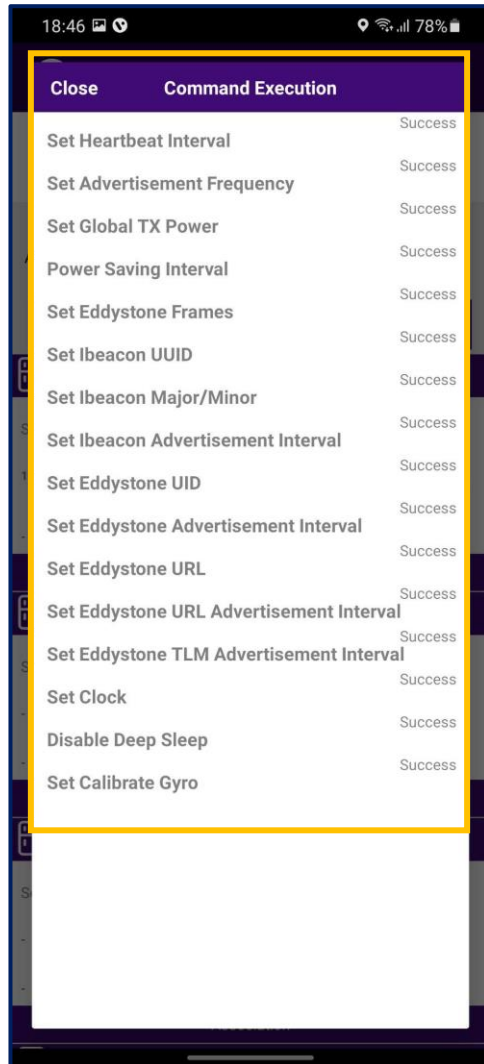 18:46 78%
Close Command Execution
Success
Set Heartbeat Interval
Success
Set Advertisement Frequency
Success
Set Global TX Power
Success
Power Saving Interval
Success
Set Eddystone Frames
Success
Set Ibeacon UUID
Success
Set Ibeacon Major/Minor
Success
Set Ibeacon Advertisement Interval
Success
Set Eddystone UID
Success
Set Eddystone Advertisement Interval
Success
Set Eddystone URL
Success
Set Eddystone URL Advertisement Interval
Success
Set Eddystone TLM Advertisement Interval
Success
Set Clock
Success
Disable Deep Sleep
Success
Set Calibrate Gyro